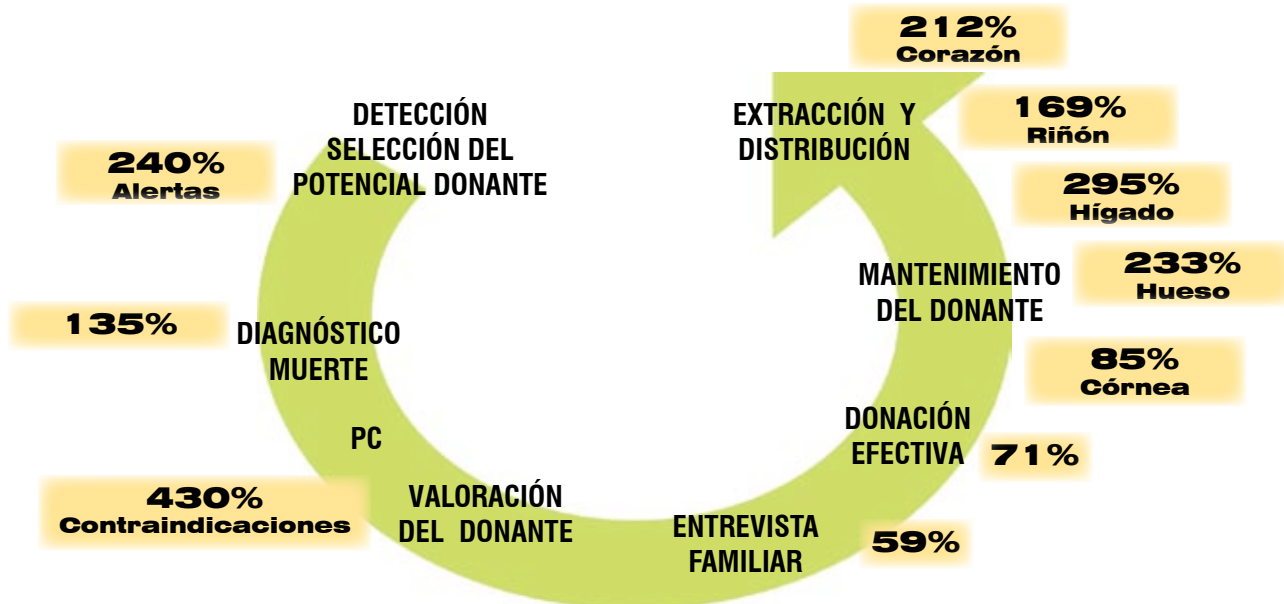 212%
Corazón
DETECCIÓN
SELECCIÓN DEL
POTENCIAL DONANTE
EXTRACCIÓN Y
DISTRIBUCIÓN
169%
Riñón
240%
Alertas
295%
Hígado
MANTENIMIENTO
DEL DONANTE
233%
Hueso
135%
DIAGNÓSTICO
MUERTE
85%
Córnea
PC
DONACIÓN
EFECTIVA
71%
430%
Contraindicaciones
VALORACIÓN
DEL DONANTE
ENTREVISTA
FAMILIAR
59%